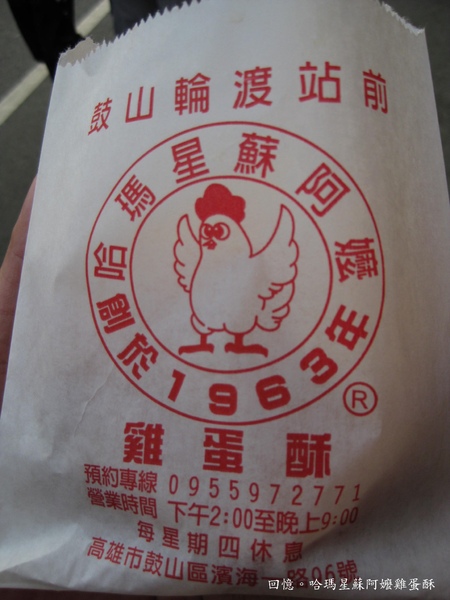 鼓山輪渡站前
哈瑪星蘇阿嬤
創於1963年
®
雞蛋酥
預約專線 0955972771
營業時間 下午2:00至晚上9:00
每星期四休息
高雄市鼓山區濱海一路96號
回憶。哈瑪星蘇阿嬤雞蛋酥